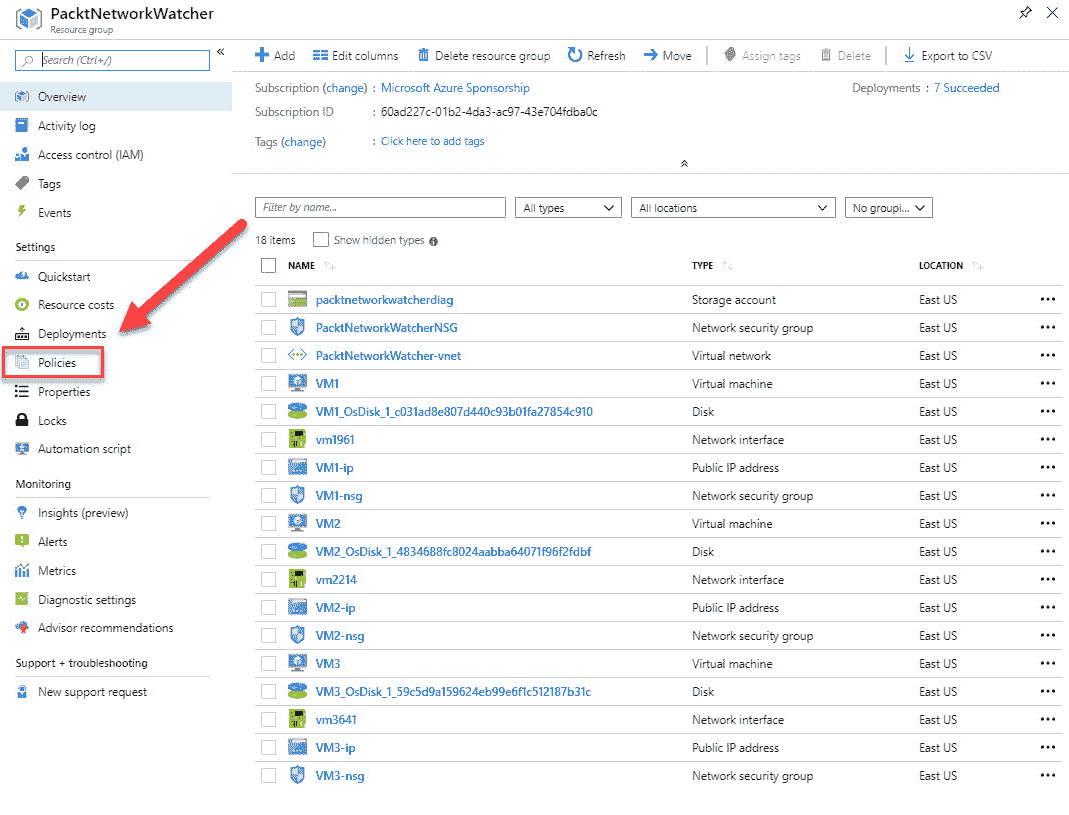 PacktNetworkWatcher
Resource group
Search (Ctrl+/)
«
Overview
Activity log
Access control (IAM)
Tags
Events
Settings
Quickstart
Resource costs
Deployments
Policies
Properties
Locks
Automation script
Monitoring
Insights (preview)
Alerts
Metrics
Diagnostic settings
Advisor recommendations
Support + troubleshooting
New support request
Add Edit columns Delete resource group Refresh Move Assign tags Delete Export to CSV
Subscription (change) : Microsoft Azure Sponsorship Deployments : 7 Succeeded
Subscription ID : 60ad227c-01b2-4da3-ac97-43e704fdba0c
Tags (change) : Click here to add tags
Filter by name... All types All locations No groupi...
18 items Show hidden types
NAME TYPE LOCATION
packtnetworkwatcherdiag Storage account East US
PacktNetworkWatcherNSG Network security group East US
PacktNetworkWatcher-vnet Virtual network East US
VM1 Virtual machine East US
VM1_OsDisk_1_c031ad8e807d440c93b01fa27854c910 Disk East US
vm1961 Network interface East US
VM1-ip Public IP address East US
VM1-nsg Network security group East US
VM2 Virtual machine East US
VM2_OsDisk_1_4834688fc8024aabba64071f96f2fdbf Disk East US
vm2214 Network interface East US
VM2-ip Public IP address East US
VM2-nsg Network security group East US
VM3 Virtual machine East US
VM3_OsDisk_1_59c5d9a159624eb99e6f1c512187b31c Disk East US
vm3641 Network interface East US
VM3-ip Public IP address East US
VM3-nsg Network security group East US